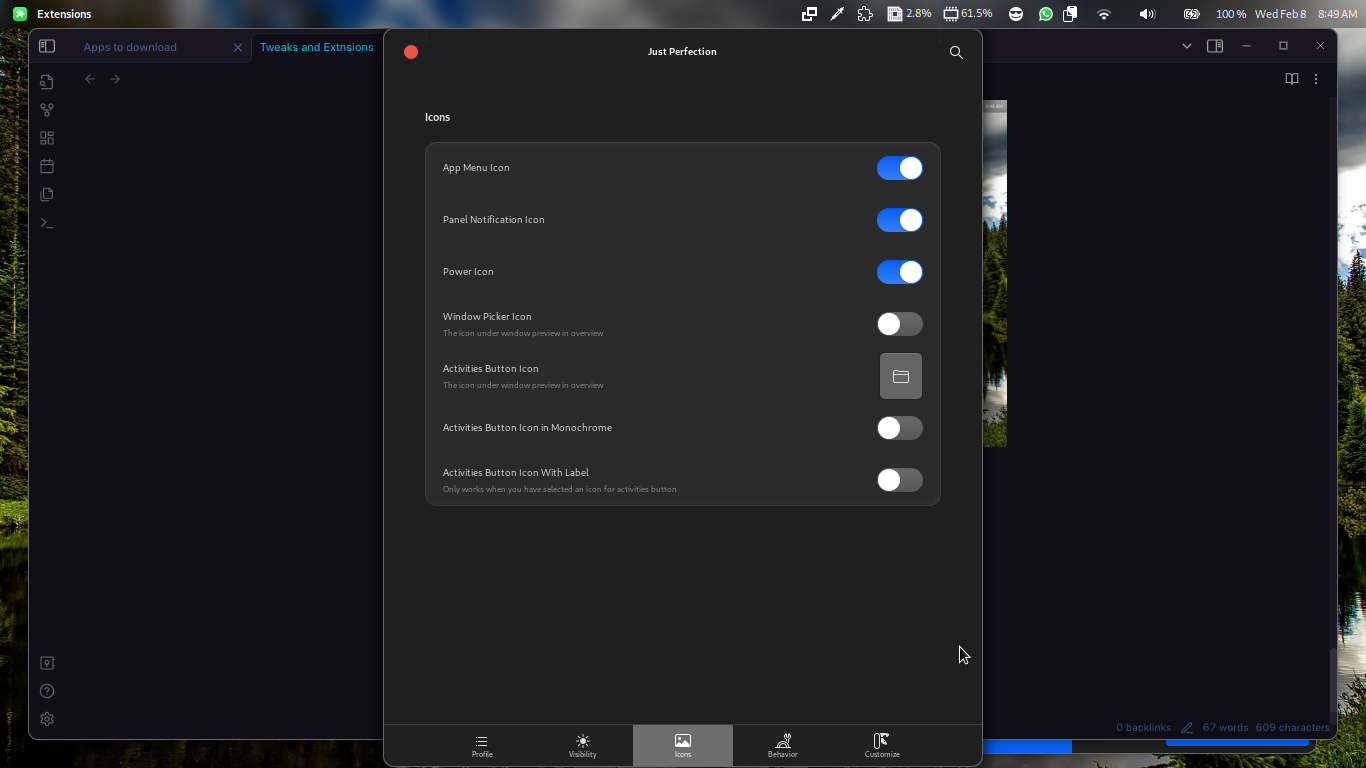 Extensions
2.8%
61.5%
100 %
Wed Feb 8
8:49 AM
Apps to download
Tweaks and Extnsions
Just Perfection
Icons
App Menu Icon
Panel Notification Icon
Power Icon
Window Picker Icon
The icon under window preview in overview
Activities Button Icon
The icon under window preview in overview
Activities Button Icon in Monochrome
Activities Button Icon With Label
Only works when you have selected an icon for activities button
0 backlinks
67 words
609 characters
Profile
Visibility
Icons
Behavior
Customize